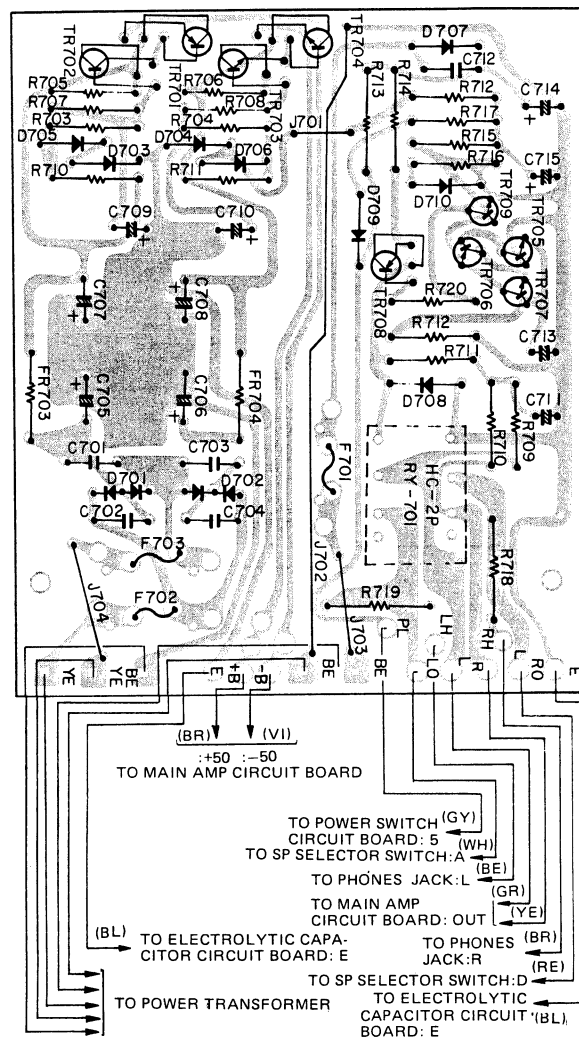 D707
TR704
TR702
C712
R713
R714
R705
R706
R712
C714
TR701
R707
R708
TR703
R717
R703
R704
J701
D705
D704
R715
D703
D706
R716
C715
R710
R711
D710
TR709
D709
C709
C710
TR705
TR708
TR706
TR707
C707
C708
R720
R712
C713
FR703
FR704
R711
C705
C706
D708
C711
C701
C703
F701
R710
R709
D701
D702
RY-701
HC-2P
C702
C704
F703
J702
R718
J704
F702
R719
J703
PL
LH
RH
YE
YE
BE
E
+B
-B
BE
BE
LO
L
R
L
RO
E
(BR)
(VI)
:+50 :-50
TO MAIN AMP CIRCUIT BOARD
TO POWER SWITCH (GY)
CIRCUIT BOARD: 5
(WH)
TO SP SELECTOR SWITCH:A
(BE)
TO PHONES JACK:L
(GR)
TO MAIN AMP
CIRCUIT BOARD: OUT (YE)
(BL)
(BR)
TO ELECTROLYTIC CAPA-
CITOR CIRCUIT BOARD: E
TO PHONES
JACK:R
(RE)
TO SP SELECTOR SWITCH:D
TO POWER TRANSFORMER
TO ELECTROLYTIC
CAPACITOR CIRCUIT (BL)
BOARD: E